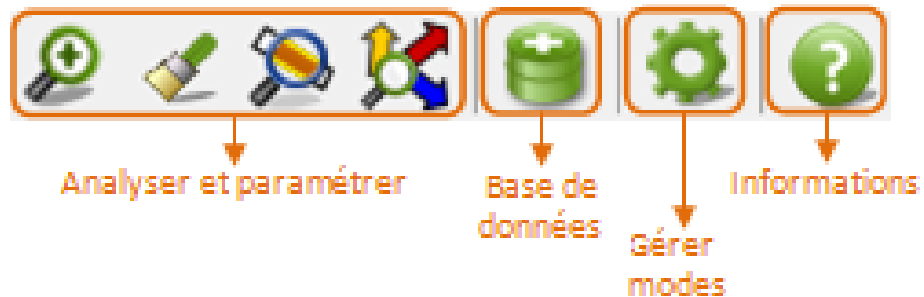 Analyser et paramétrer
Base de
données
Gérer
modes
Informations
?